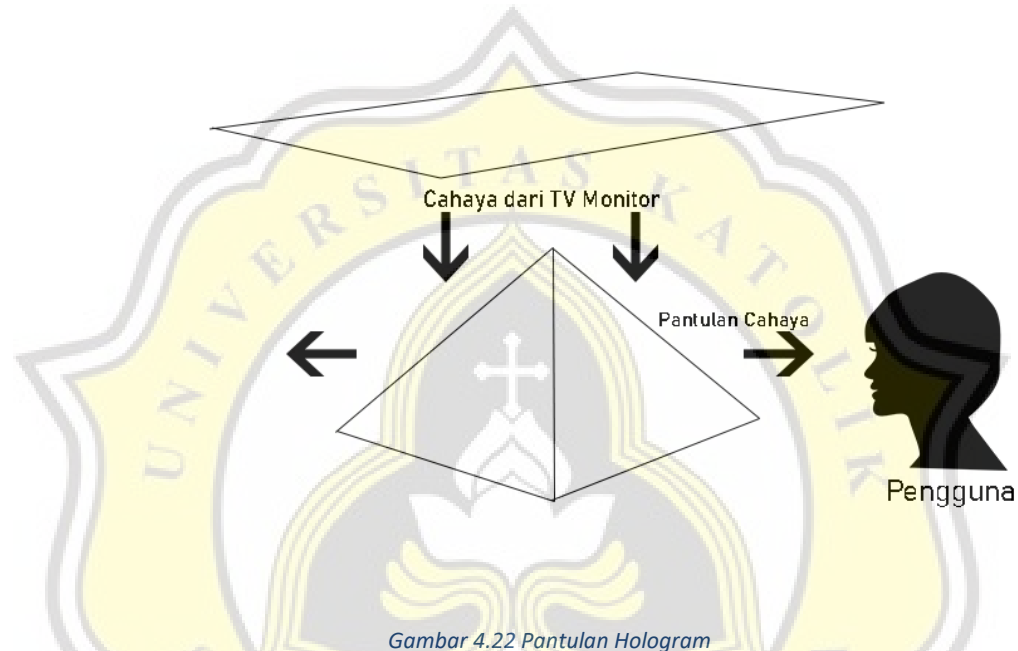 UNIVERSITAS KATOLIK
Cahaya dari TV Monitor
Pantulan Cahaya
Pengguna
Gambar 4.22 Pantulan Hologram